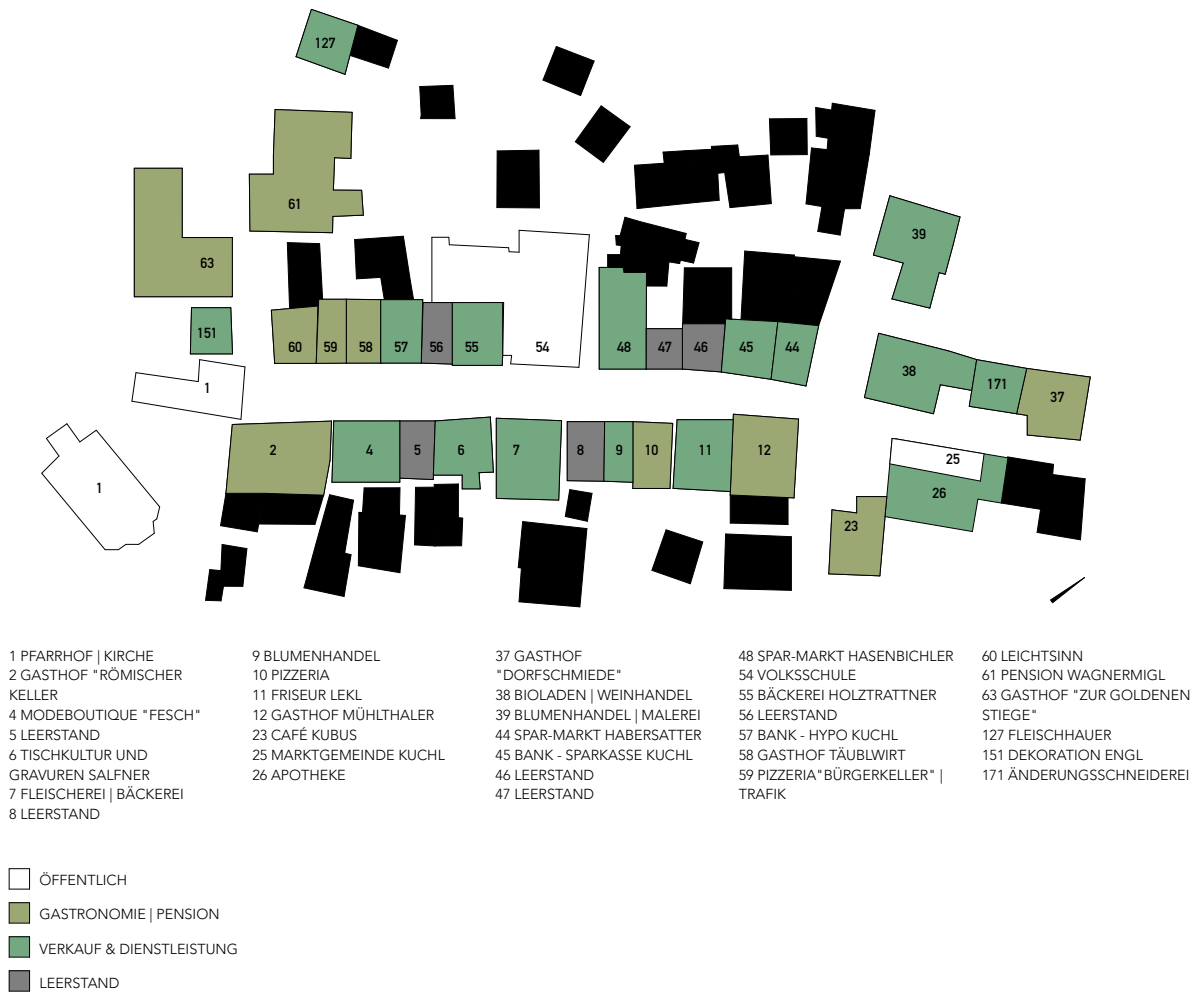 127
61
63
39
151
60
59
58
57
56
55
54
48
47
46
45
44
38
171
37
1
2
4
5
6
7
8
9
10
11
12
25
26
23
1
1 PFARRHOF | KIRCHE
2 GASTHOF "RÖMISCHER
KELLER
4 MODEBOUTIQUE "FESCH"
5 LEERSTAND
6 TISCHKULTUR UND
GRAVUREN SALFNER
7 FLEISCHEREI | BÄCKEREI
8 LEERSTAND
9 BLUMENHANDEL
10 PIZZERIA
11 FRISEUR LEKL
12 GASTHOF MÜHLTHALER
23 CAFÉ KUBUS
25 MARKTGEMEINDE KUCHL
26 APOTHEKE
37 GASTHOF
"DORFSCHMIEDE"
38 BIOLADEN | WEINHANDEL
39 BLUMENHANDEL | MALEREI
44 SPAR-MARKT HABERSATTER
45 BANK - SPARKASSE KUCHL
46 LEERSTAND
47 LEERSTAND
48 SPAR-MARKT HASENBICHLER
54 VOLKSSCHULE
55 BÄCKEREI HOLZTRATTNER
56 LEERSTAND
57 BANK - HYPO KUCHL
58 GASTHOF TÄUBLWIRT
59 PIZZERIA"BÜRGERKELLER" |
TRAFIK
60 LEICHTSINN
61 PENSION WAGNERMIGL
63 GASTHOF "ZUR GOLDENEN
STIEGE"
127 FLEISCHHAUER
151 DEKORATION ENGL
171 ÄNDERUNGSSCHNEIDEREI
ÖFFENTLICH
GASTRONOMIE | PENSION
VERKAUF & DIENSTLEISTUNG
LEERSTAND